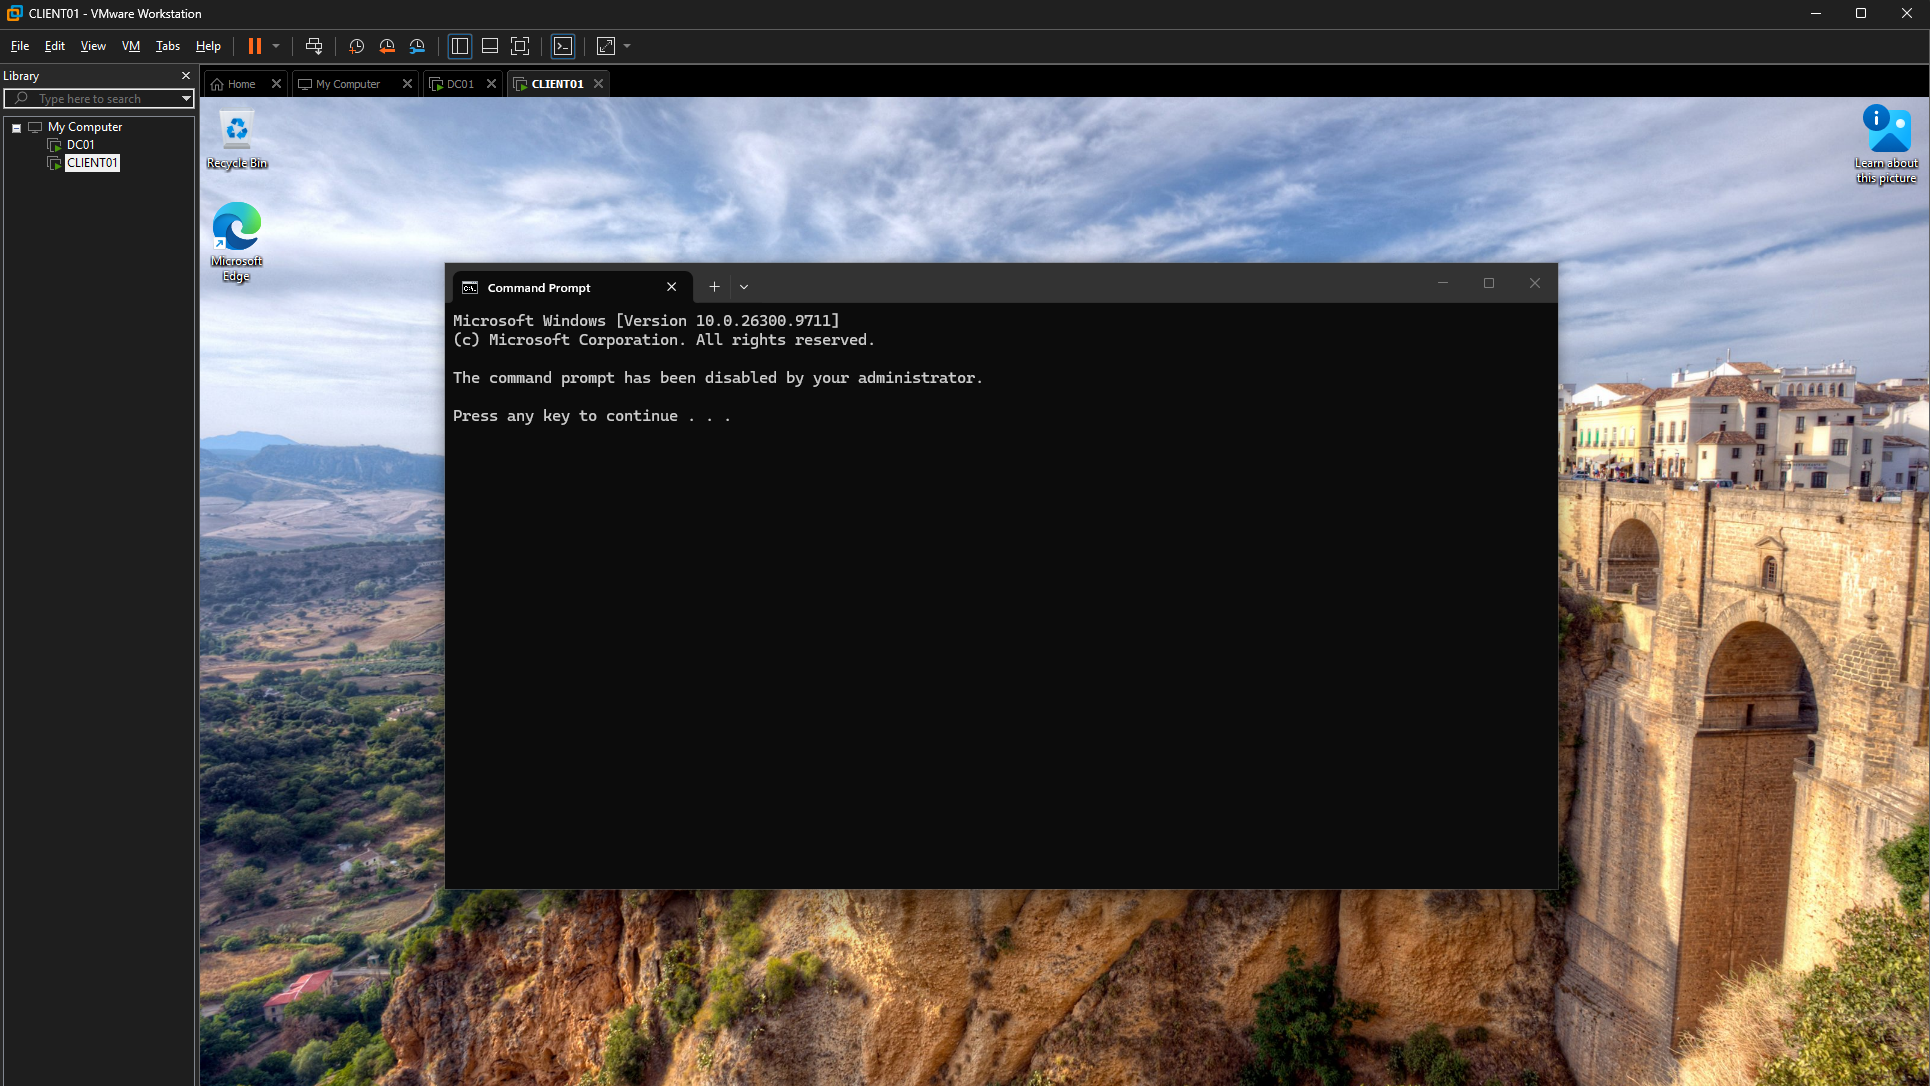 CLIENT01 - VMware Workstation
File Edit View VM Tabs Help
Library
Type here to search
My Computer
DC01
CLIENT01
Home
My Computer
DC01
CLIENT01
Recycle Bin
Microsoft
Edge
Learn about
this picture
Command Prompt
Microsoft Windows [Version 10.0.26300.9711]
(c) Microsoft Corporation. All rights reserved.
The command prompt has been disabled by your administrator.
Press any key to continue . . .